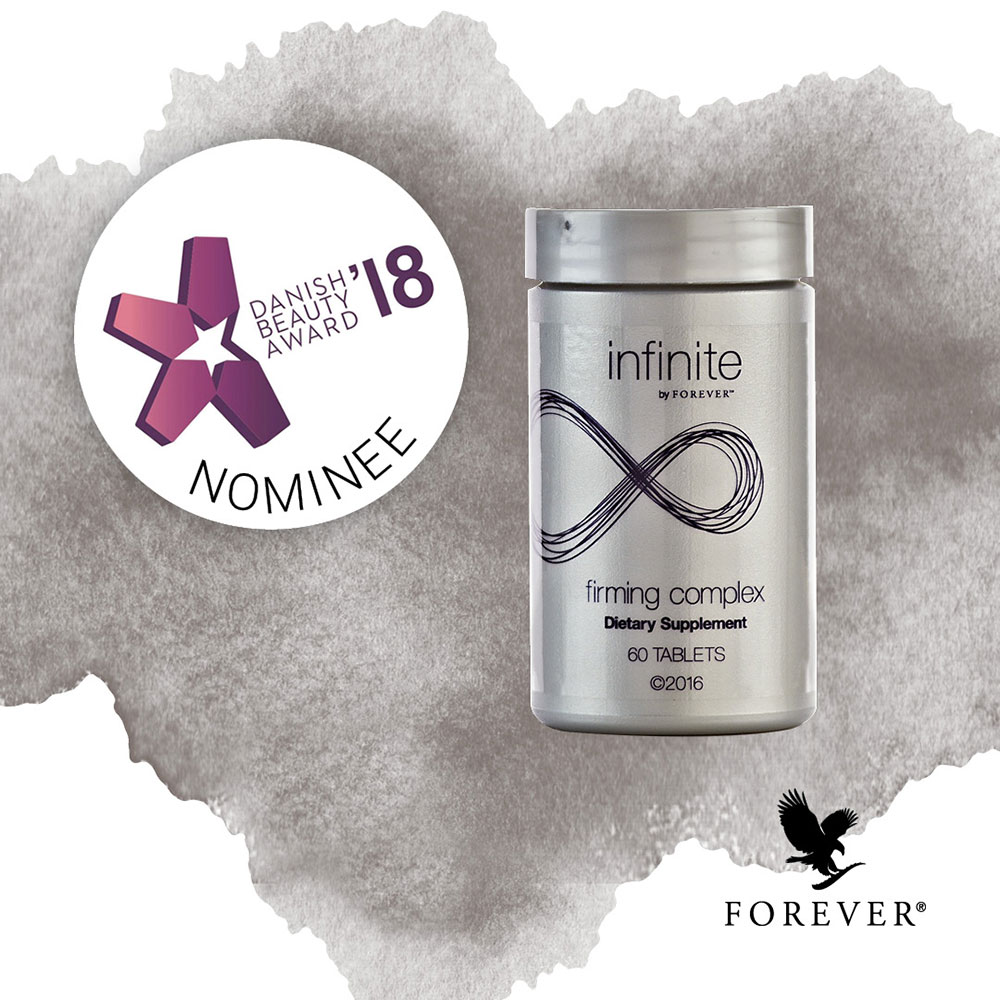 DANISH
BEAUTY
AWARD
'18
NOMINEE
infinite
by FOREVER™
firming complex
Dietary Supplement
60 TABLETS
©2016
FOREVER®